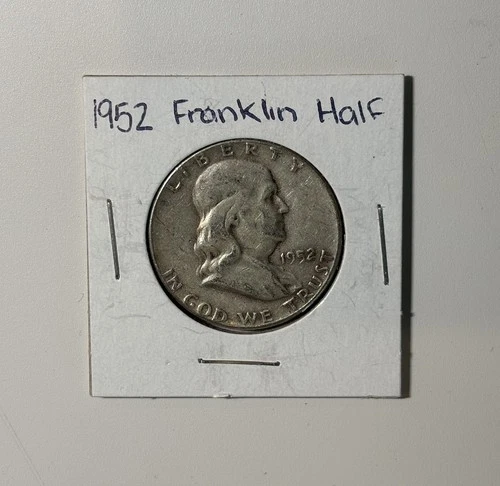 1952 Franklin Half
LIBERTY
1952
IN GOD WE TRUST